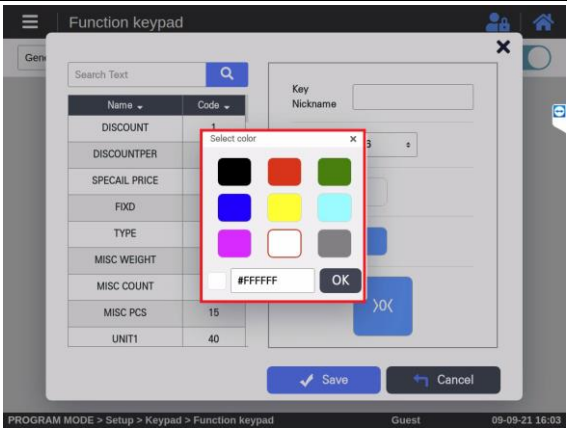 Function keypad
Gen
Search Text
Key
Nickname
Name Code
DISCOUNT 1
DISCOUNTPER
SPECAIL PRICE
FIXD
TYPE
MISC WEIGHT
MISC COUNT
MISC PCS 15
UNIT1 40
Select color x
#FFFFFF OK
>0<
Save Cancel
PROGRAM MODE > Setup > Keypad > Function keypad Guest 09-09-21 16:03